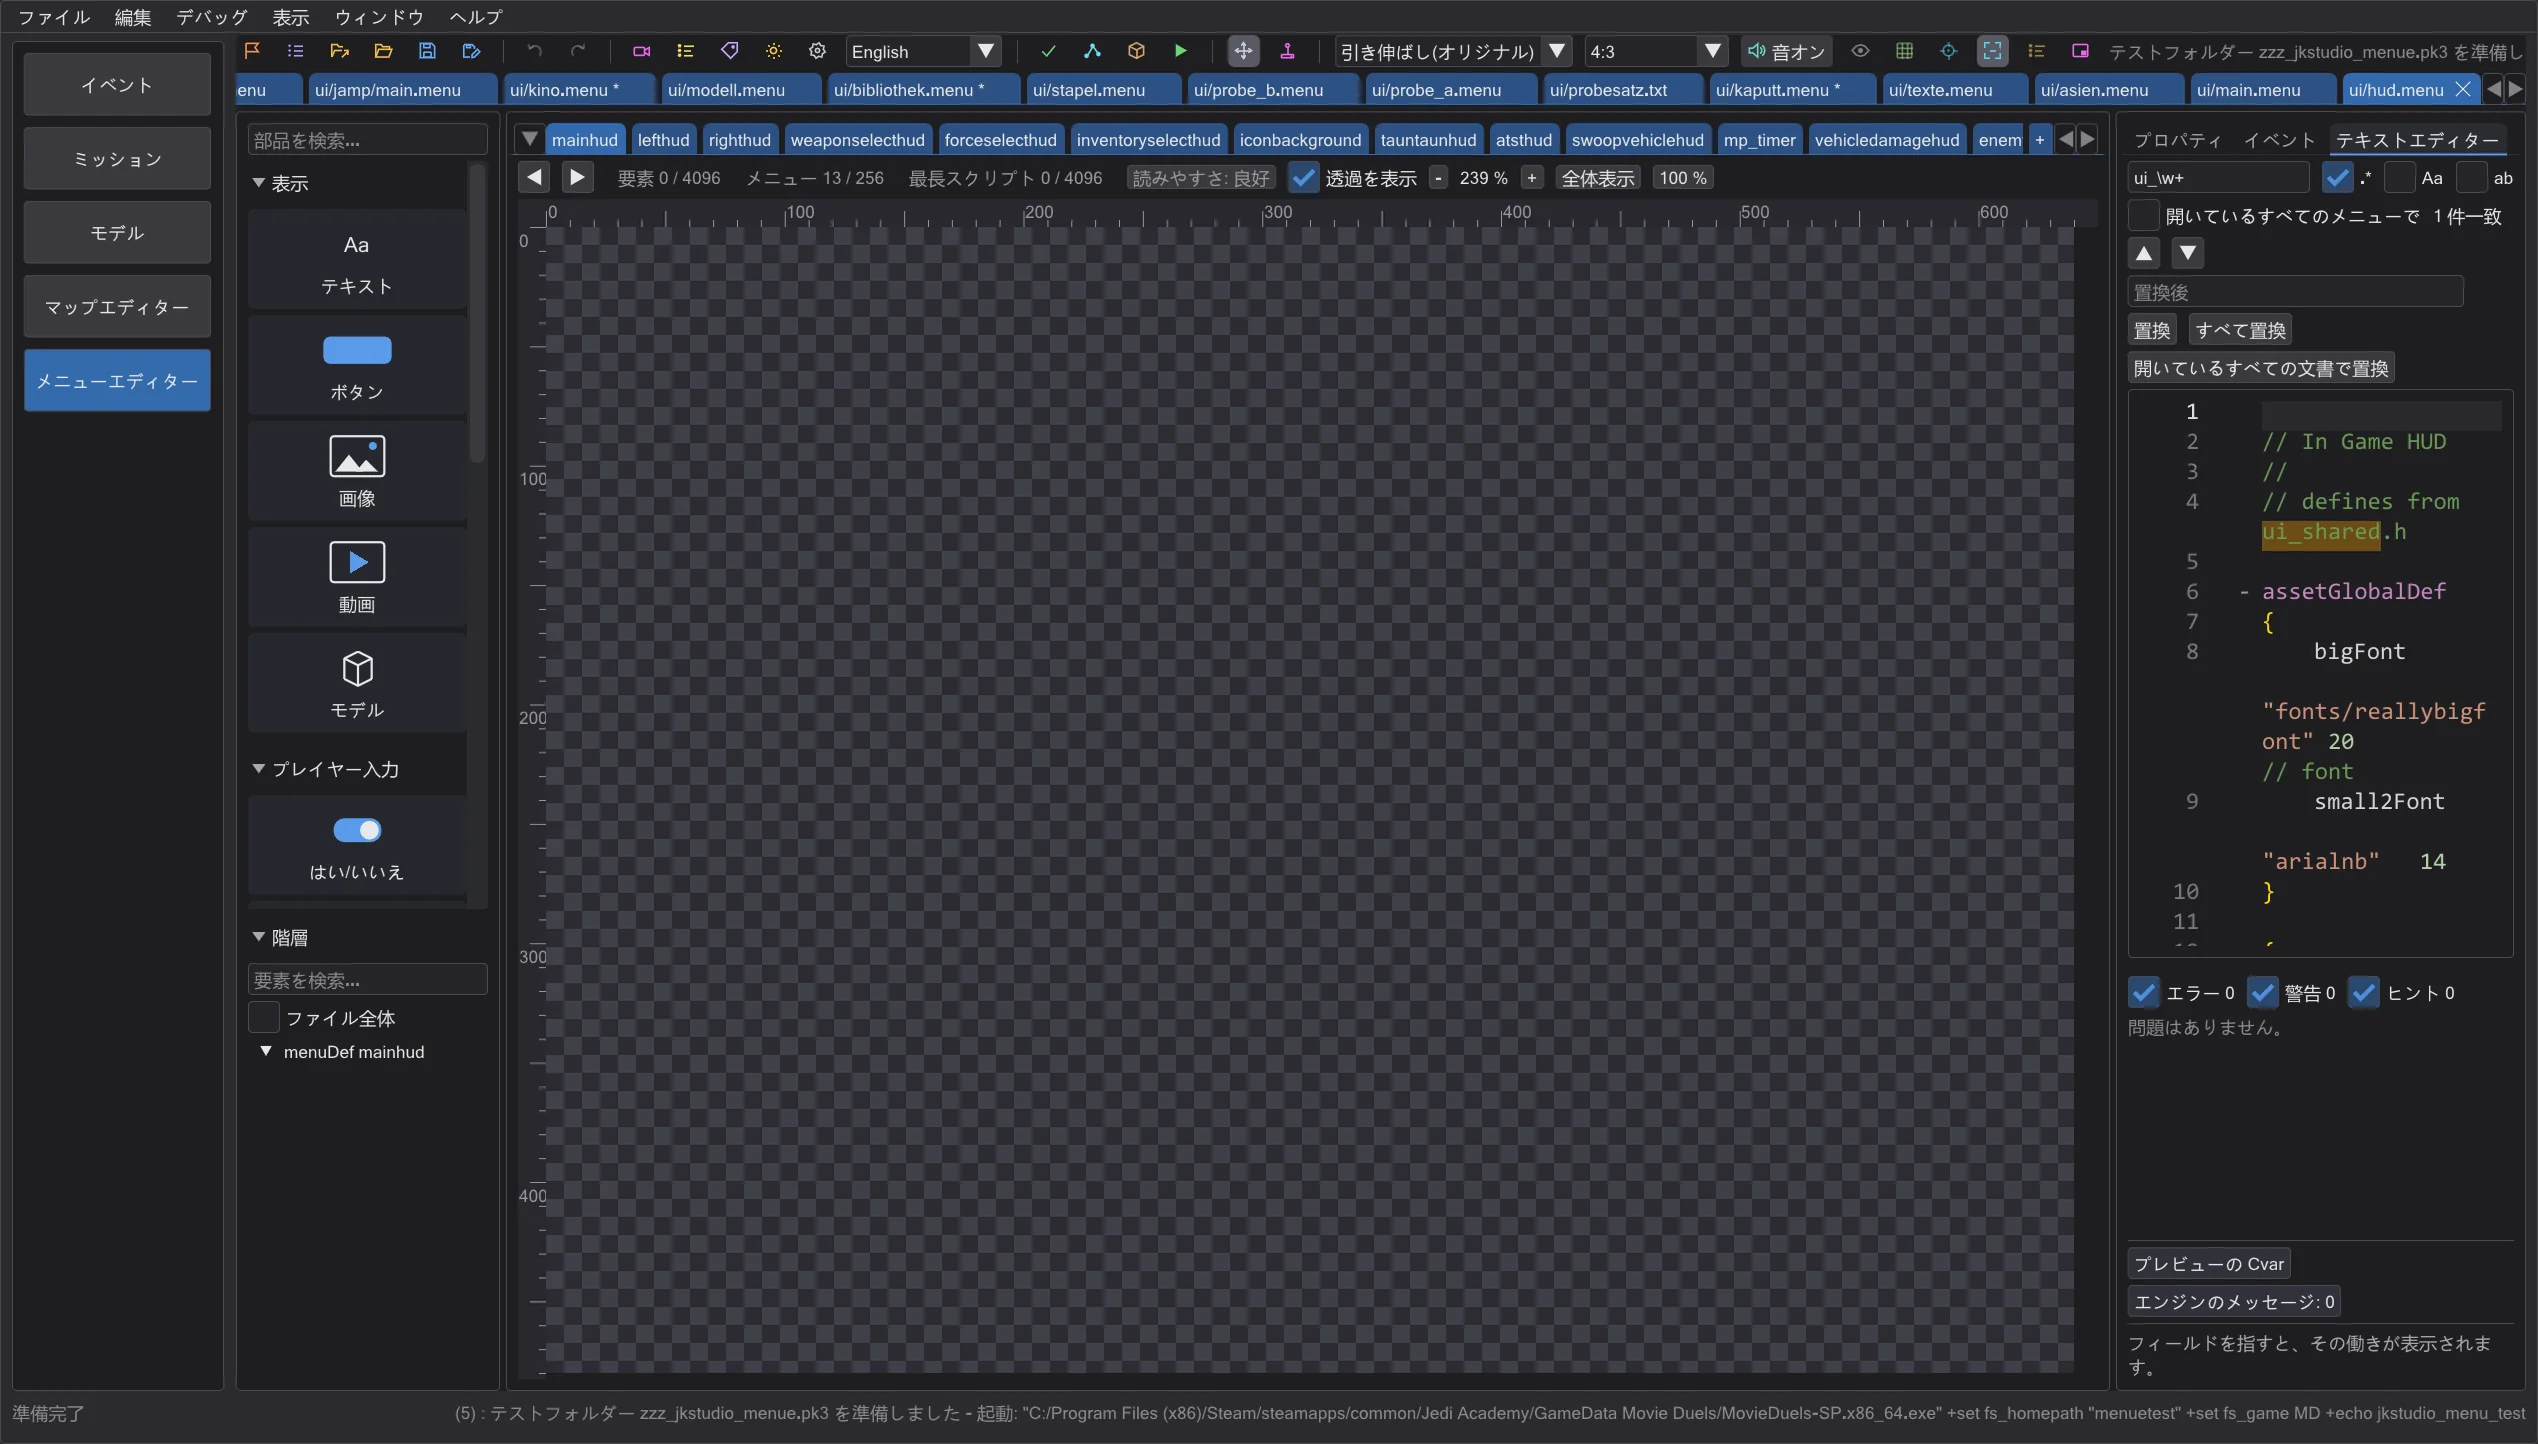 ファイル 編集 デバッグ 表示 ウィンドウ ヘルプ
English 引き伸ばし(オリジナル) 4:3 音オン テストフォルダー zzz_jkstudio_menue.pk3 を準備し
enu ui/jamp/main.menu ui/kino.menu * ui/modell.menu ui/bibliothek.menu * ui/stapel.menu ui/probe_b.menu ui/probe_a.menu ui/probesatz.txt ui/kaputt.menu * ui/texte.menu ui/asien.menu ui/main.menu ui/hud.menu
イベント
ミッション
モデル
マップエディター
メニューエディター
部品を検索...
表示
Aa
テキスト
ボタン
画像
動画
モデル
プレイヤー入力
はい/いいえ
階層
要素を検索...
ファイル全体
menuDef mainhud
mainhud lefthud righthud weaponselecthud forceselecthud inventoryselecthud iconbackground tauntaunhud atsthud swoopvehiclehud mp_timer vehicledamagehud enem +
要素 0 / 4096 メニュー 13 / 256 最長スクリプト 0 / 4096 読みやすさ: 良好 透過を表示 - 239 % + 全体表示 100 %
0 100 200 300 400 500 600
0
100
200
300
400
プロパティ イベント テキストエディター
ui_\w+ .* Aa ab
開いているすべてのメニューで 1 件一致
置換後
置換 すべて置換
開いているすべての文書で置換
1
2 // In Game HUD
3 //
4 // defines from
ui_shared.h
5
6 - assetGlobalDef
7 {
8 bigFont
"fonts/reallybigf
ont" 20
// font
9 small2Font
"arialnb" 14
10 }
11
エラー 0 警告 0 ヒント 0
問題はありません。
プレビューの Cvar
エンジンのメッセージ: 0
フィールドを指すと、その働きが表示されま
す。
準備完了 (5) : テストフォルダー zzz_jkstudio_menue.pk3 を準備しました - 起動: "C:/Program Files (x86)/Steam/steamapps/common/Jedi Academy/GameData Movie Duels/MovieDuels-SP.x86_64.exe" +set fs_homepath "menuetest" +set fs_game MD +echo jkstudio_menu_test